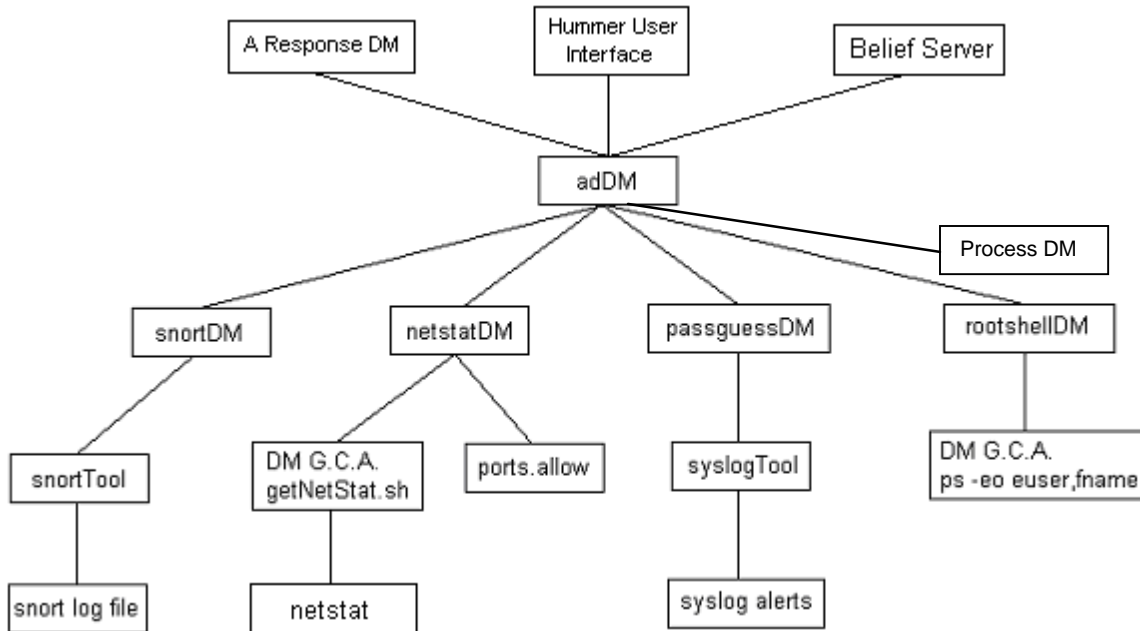 A Response DM
Hummer User
Interface
Belief Server
adDM
Process DM
snortDM
netstatDM
passguessDM
rootshellDM
snortTool
DM G.C.A.
getNetStat.sh
ports.allow
syslogTool
DM G.C.A.
ps -eo euser,fname
snort log file
netstat
syslog alerts